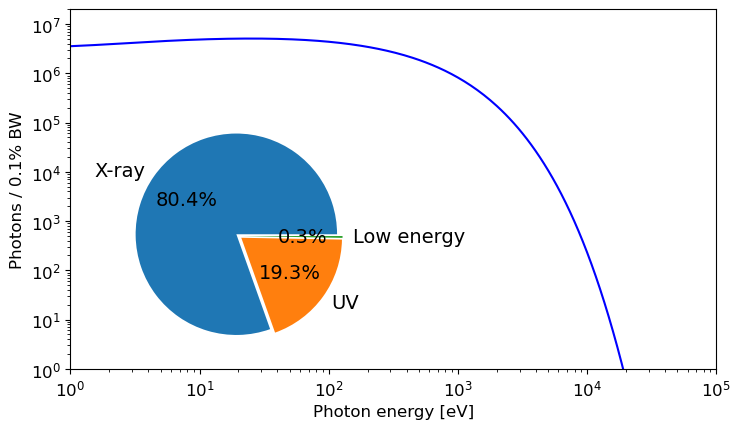 10⁷
10⁶
10⁵
10⁴
10³
10²
10¹
10⁰
Photons / 0.1% BW
X-ray
80.4%
0.3%
Low energy
19.3%
UV
10⁰ 10¹ 10² 10³ 10⁴ 10⁵
Photon energy [eV]